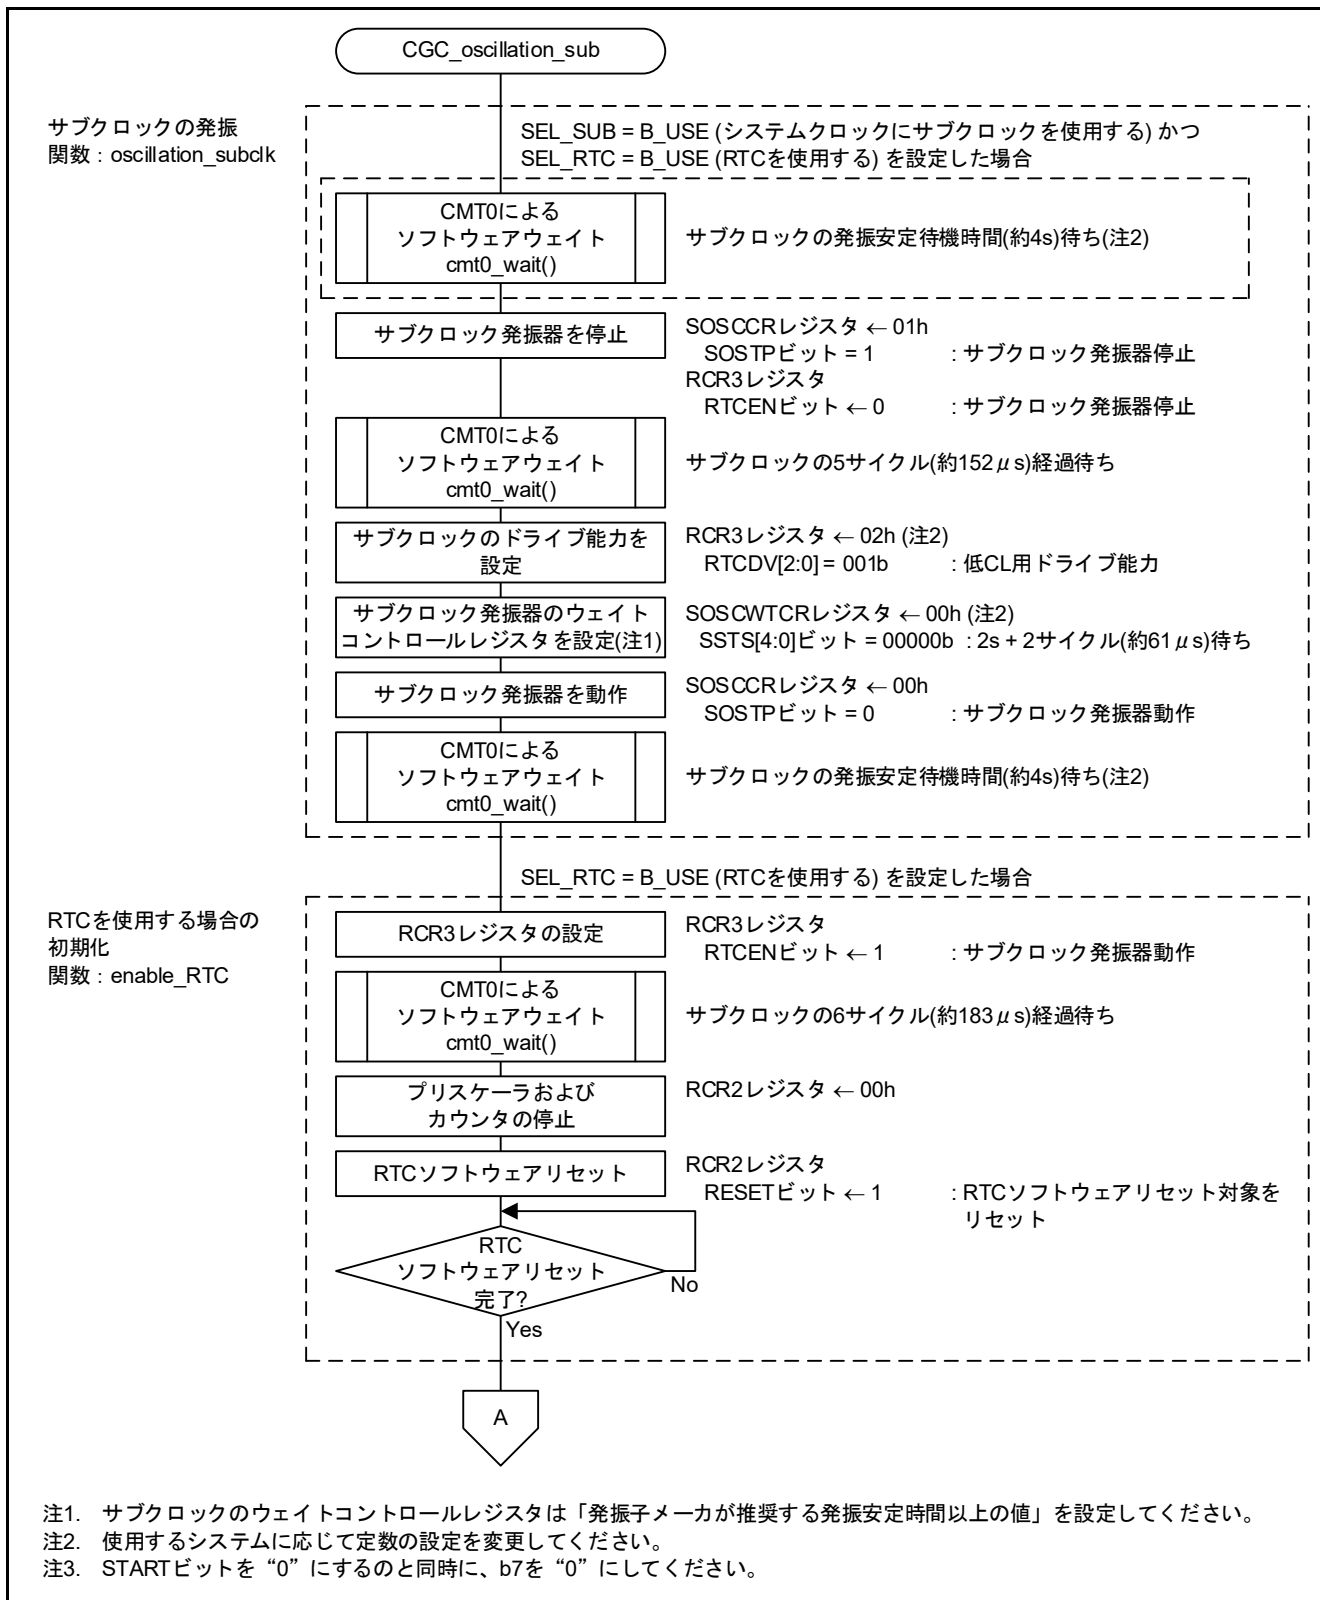 CGC_oscillation_sub
サブクロックの発振
関数：oscillation_subclk
SEL_SUB = B_USE (システムクロックにサブクロックを使用する) かつ
SEL_RTC = B_USE (RTCを使用する) を設定した場合
CMT0による
ソフトウェアウェイト
cmt0_wait()
サブクロックの発振安定待機時間(約4s)待ち(注2)
サブクロック発振器を停止
SOSCCRレジスタ ← 01h
SOSTPビット = 1 : サブクロック発振器停止
RCR3レジスタ
RTCENビット ← 0 : サブクロック発振器停止
CMT0による
ソフトウェアウェイト
cmt0_wait()
サブクロックの5サイクル(約152μs)経過待ち
サブクロックのドライブ能力を
設定
RCR3レジスタ ← 02h (注2)
RTCDV[2:0] = 001b : 低CL用ドライブ能力
サブクロック発振器のウェイト
コントロールレジスタを設定(注1)
SOSCWTCRレジスタ ← 00h (注2)
SSTS[4:0]ビット = 00000b : 2s + 2サイクル(約61μs)待ち
サブクロック発振器を動作
SOSCCRレジスタ ← 00h
SOSTPビット = 0 : サブクロック発振器動作
CMT0による
ソフトウェアウェイト
cmt0_wait()
サブクロックの発振安定待機時間(約4s)待ち(注2)
SEL_RTC = B_USE (RTCを使用する) を設定した場合
RTCを使用する場合の
初期化
関数：enable_RTC
RCR3レジスタの設定
RCR3レジスタ
RTCENビット ← 1 : サブクロック発振器動作
CMT0による
ソフトウェアウェイト
cmt0_wait()
サブクロックの6サイクル(約183μs)経過待ち
プリスケーラおよび
カウンタの停止
RCR2レジスタ ← 00h
RTCソフトウェアリセット
RCR2レジスタ
RESETビット ← 1 : RTCソフトウェアリセット対象を
リセット
RTC
ソフトウェアリセット
完了?
No
Yes
A
注1. サブクロックのウェイトコントロールレジスタは「発振子メーカが推奨する発振安定時間以上の値」を設定してください。
注2. 使用するシステムに応じて定数の設定を変更してください。
注3. STARTビットを“0”にするのと同時に、b7を“0”にしてください。